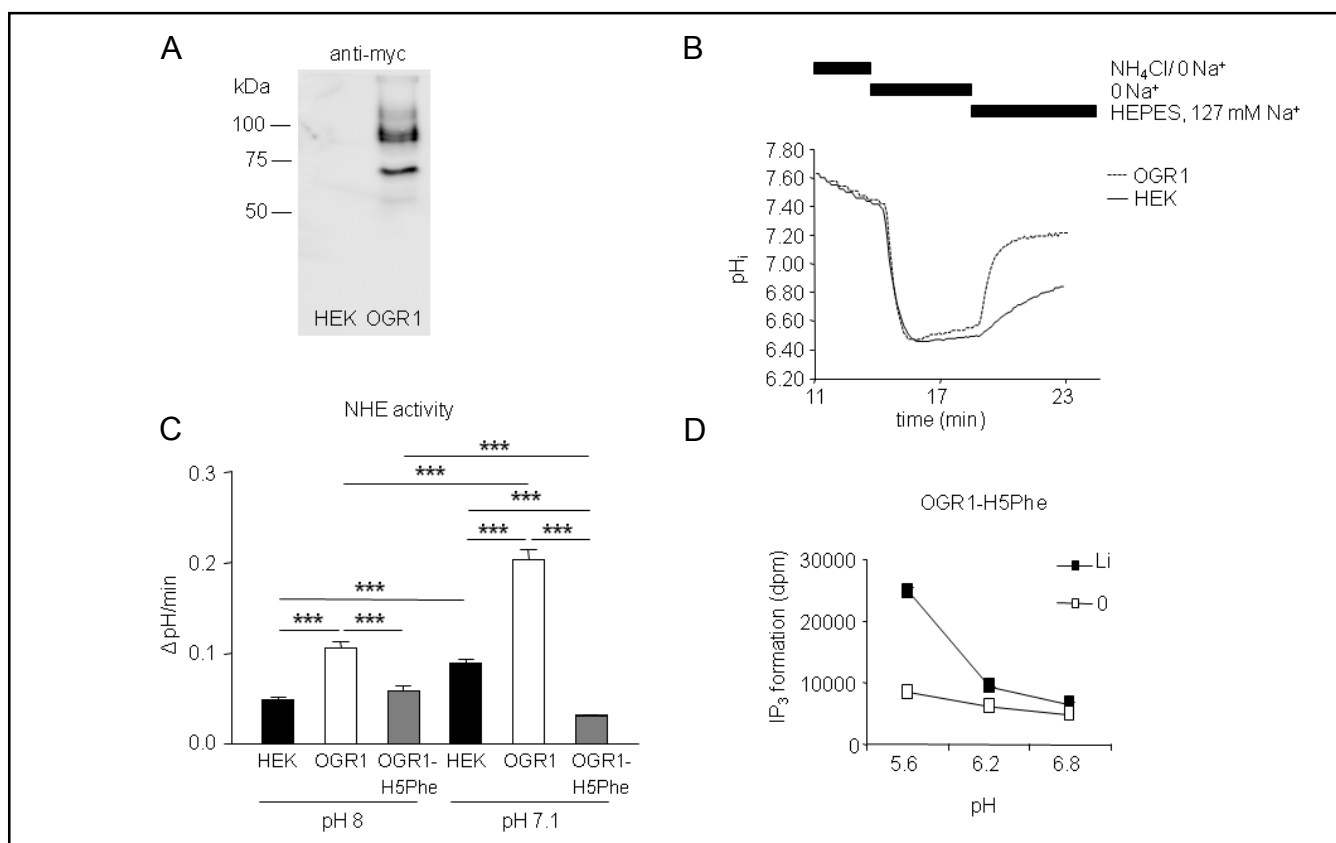 A
anti-myc
kDa
100
75
50
HEK OGR1
B
NH₄Cl/ 0 Na⁺
0 Na⁺
HEPES, 127 mM Na⁺
OGR1
HEK
7.80
7.60
7.40
7.20
7.00
6.80
6.60
6.40
6.20
pHᵢ
11 17 23
time (min)
C
NHE activity
***
***
***
*** ***
***
*** ***
0.3
0.2
0.1
0.0
Δ pH/min
HEK OGR1 OGR1-H5Phe HEK OGR1 OGR1-H5Phe
pH 8 pH 7.1
D
OGR1-H5Phe
Li
0
30000
20000
10000
0
IP₃ formation (dpm)
5.6 6.2 6.8
pH